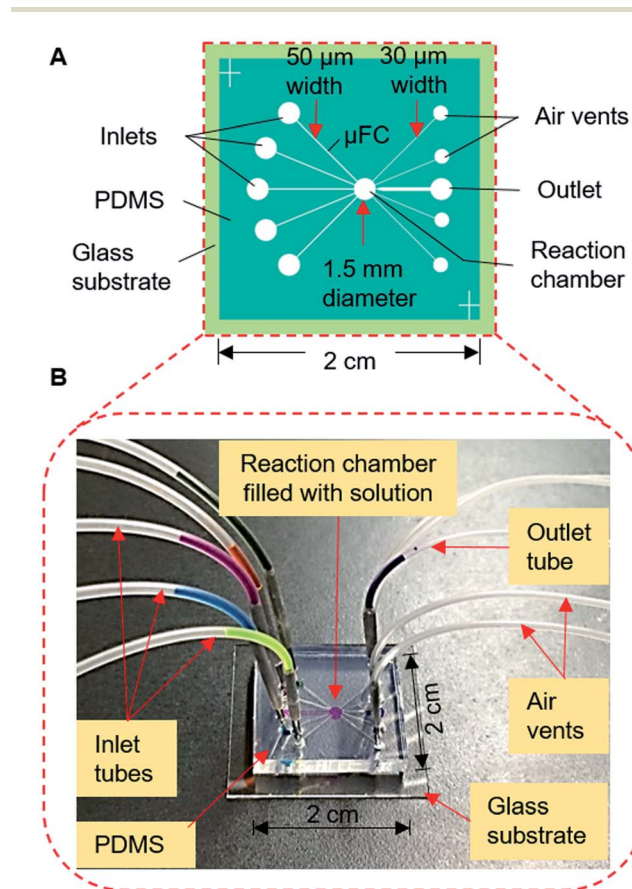 A
50 µm
width
30 µm
width
Inlets
µFC
Air vents
PDMS
Outlet
Glass
substrate
1.5 mm
diameter
Reaction
chamber
2 cm
B
Reaction chamber
filled with solution
Outlet
tube
Air
vents
Inlet
tubes
2 cm
PDMS
2 cm
Glass
substrate